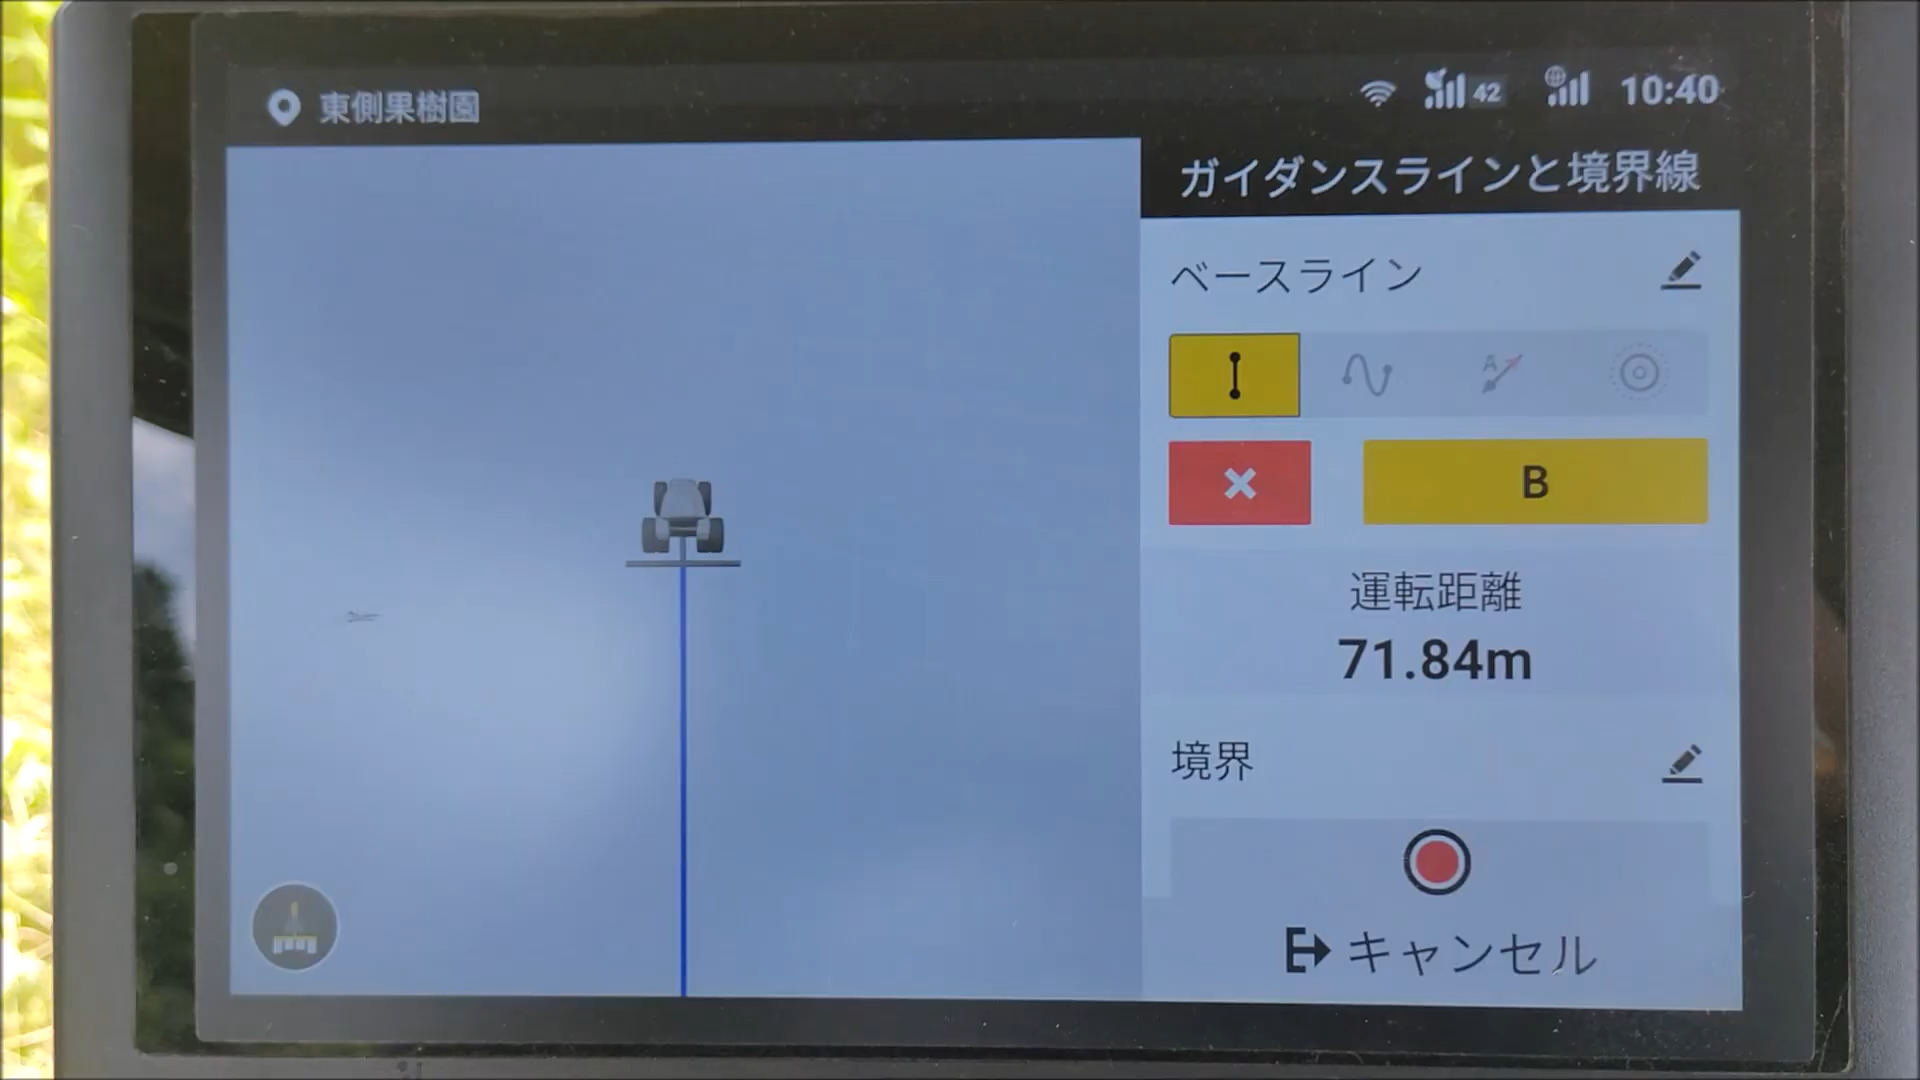 東側果樹園
42
10:40
ガイダンスラインと境界線
ベースライン
A
B
運転距離
71.84m
境界
キャンセル